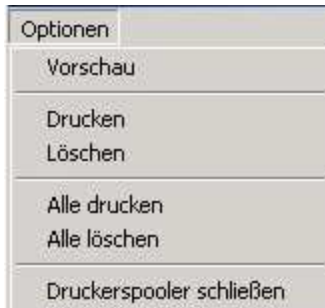 Optionen
Vorschau
Drucken
Löschen
Alle drucken
Alle löschen
Druckerspooler schließen